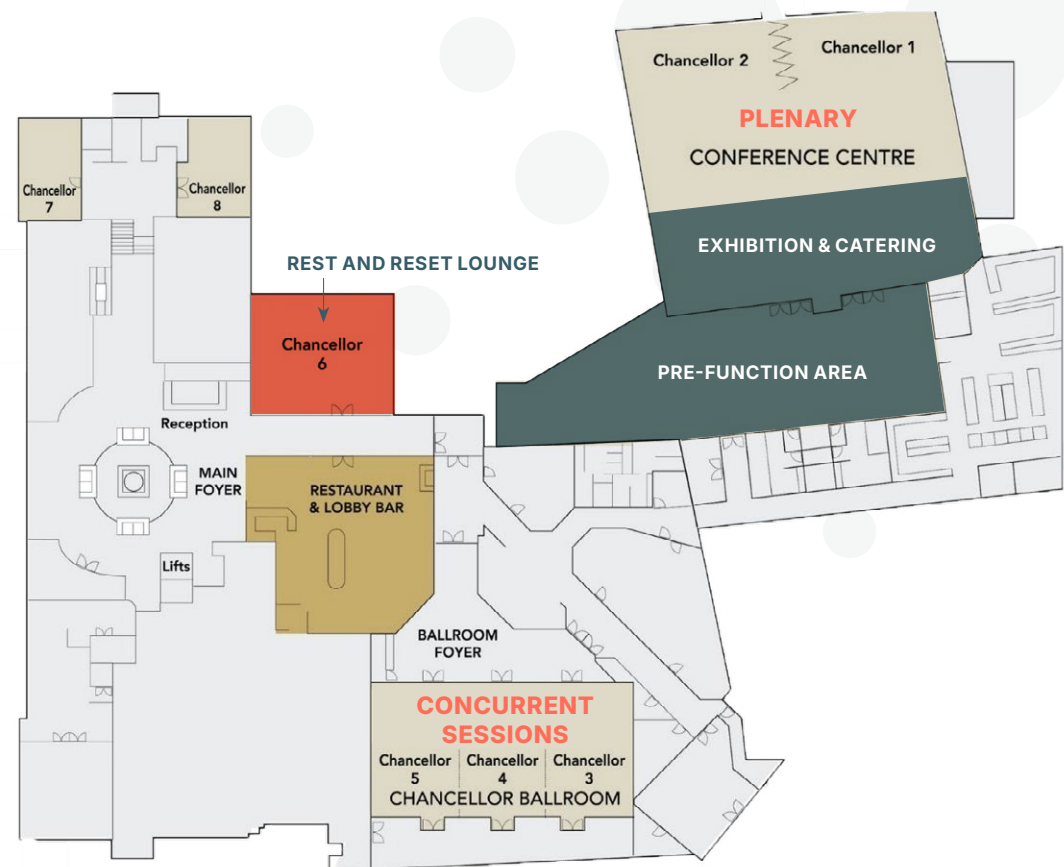 Chancellor 2
Chancellor 1
PLENARY
CONFERENCE CENTRE
Chancellor
7
Chancellor
8
EXHIBITION & CATERING
REST AND RESET LOUNGE
Chancellor
6
PRE-FUNCTION AREA
Reception
MAIN
FOYER
RESTAURANT
& LOBBY BAR
Lifts
BALLROOM
FOYER
CONCURRENT
SESSIONS
Chancellor
5
Chancellor
4
Chancellor
3
CHANCELLOR BALLROOM